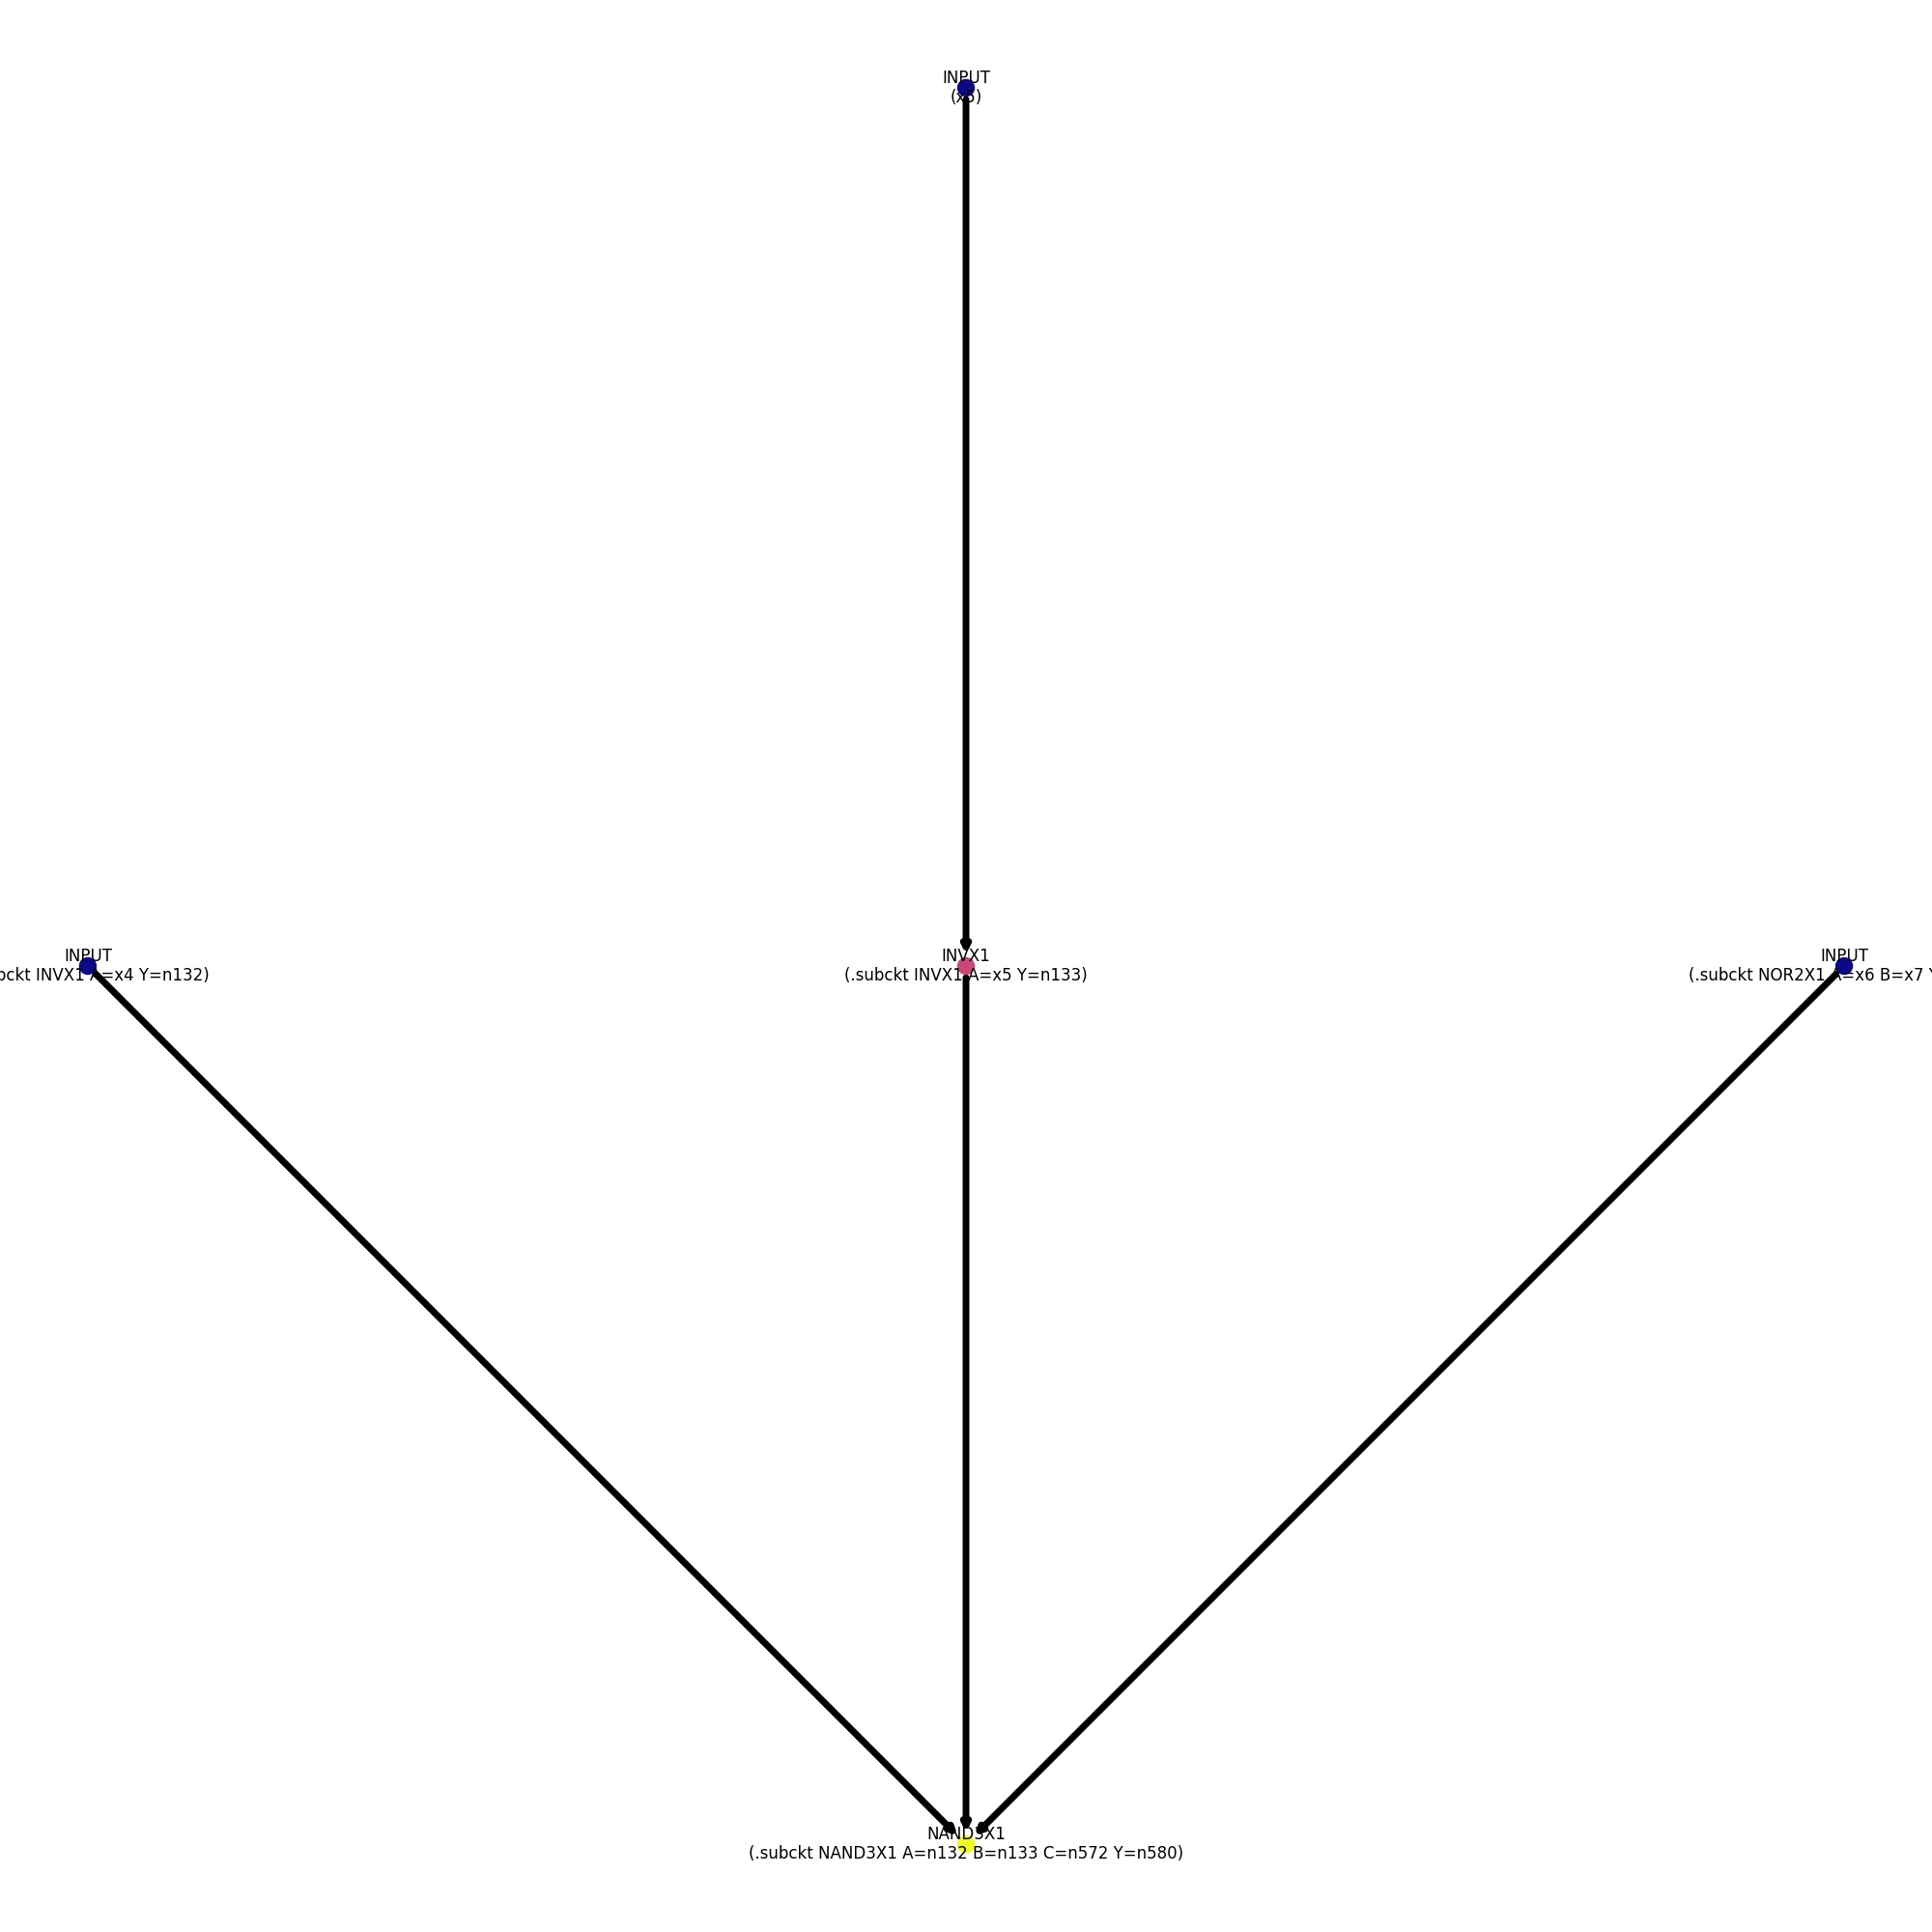 INPUT
(x5)
INPUT
ckt INVX1 A=x4 Y=n132)
INVX1
(.subckt INVX1 A=x5 Y=n133)
INPUT
(.subckt NOR2X1 A=x6 B=x7
NAND3X1
(.subckt NAND3X1 A=n132 B=n133 C=n572 Y=n580)